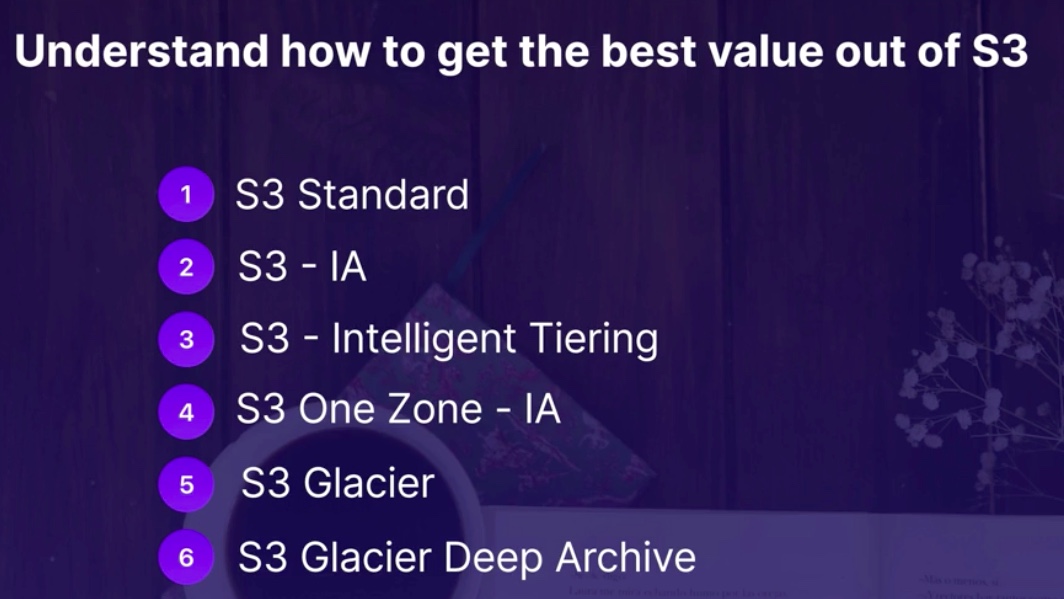 Understand how to get the best value out of S3
1 S3 Standard
2 S3 - IA
3 S3 - Intelligent Tiering
4 S3 One Zone - IA
5 S3 Glacier
6 S3 Glacier Deep Archive